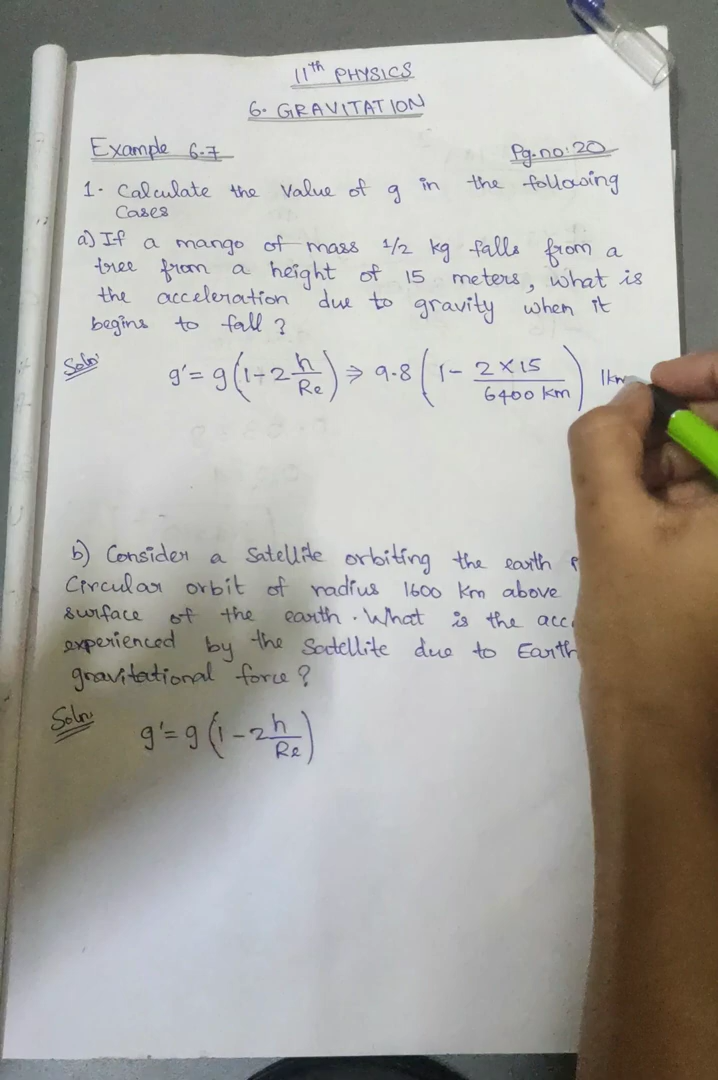 11th PHYSICS
6. GRAVITATION
Example 6.7
Pg.no:20
1. Calculate the value of g in the following
Cases
a) If a mango of mass 1/2 kg falls from a
tree from a height of 15 meters, what is
the acceleration due to gravity when it
begins to fall?
Soln:
g'= g(1-2 h/Re) ⇒ 9.8 (1- 2×15/6400 km) 1km
b) Consider a Satellite orbiting the earth
Circular orbit of radius 1600 Km above
surface of the earth. What is the acc
experienced by the Satellite due to Earth
gravitational force?
Soln:
g'= g (1-2 h/Re)